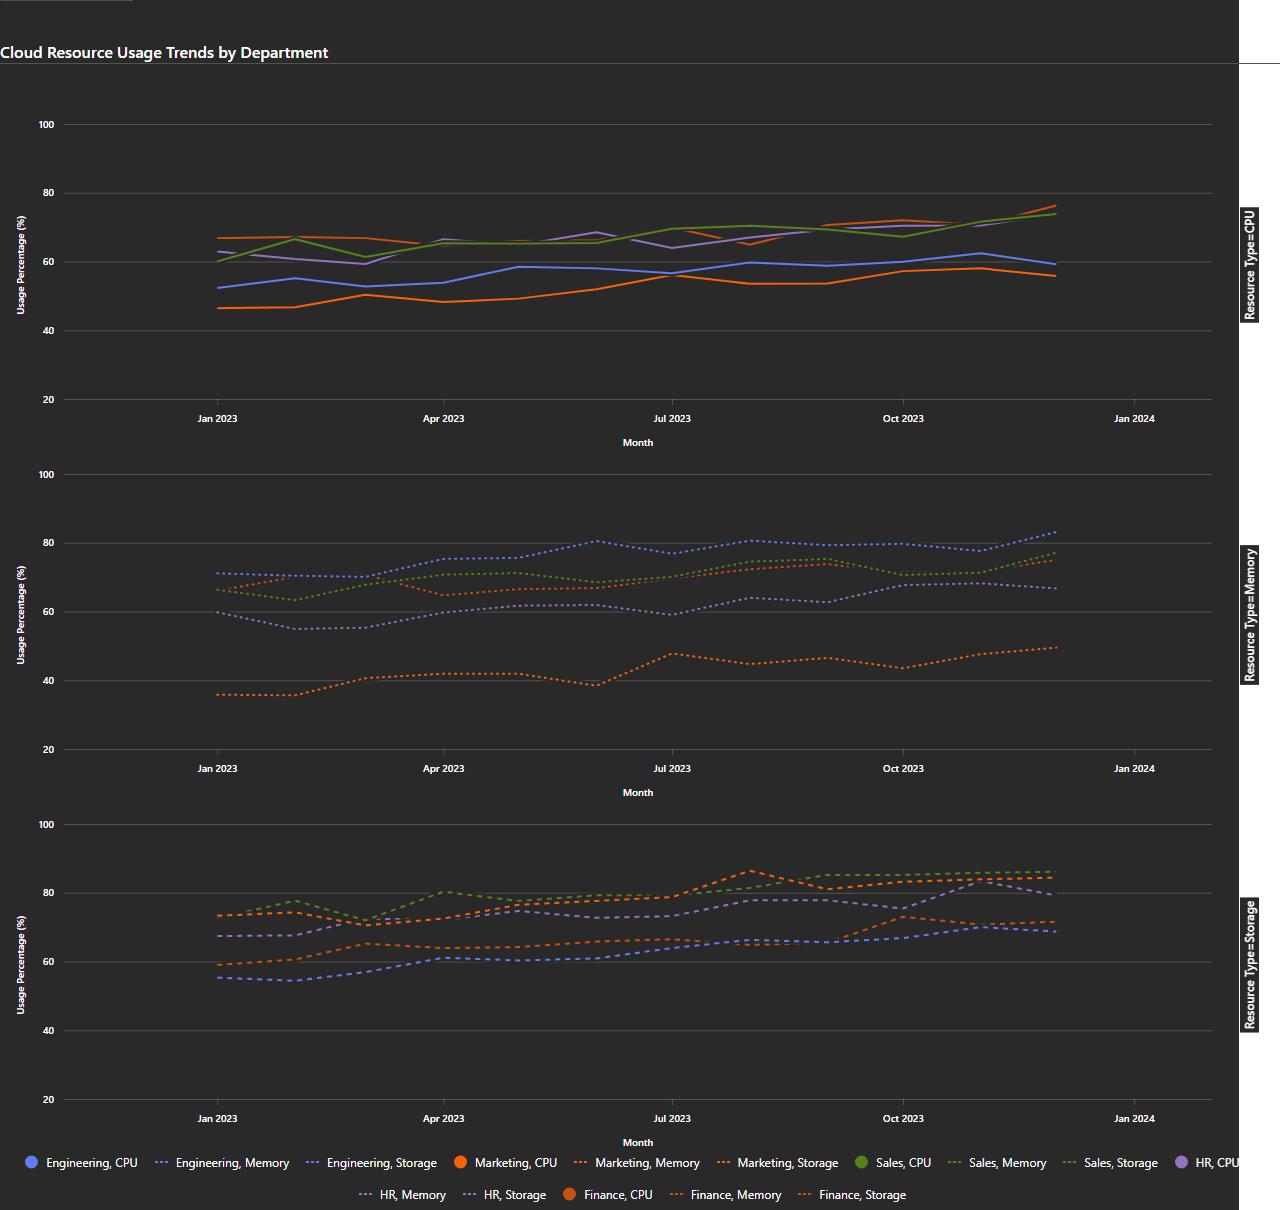 Cloud Resource Usage Trends by Department
100
80
60
40
20
Usage Percentage (%)
Jan 2023
Apr 2023
Jul 2023
Oct 2023
Jan 2024
Month
Resource Type=CPU
100
80
60
40
20
Usage Percentage (%)
Jan 2023
Apr 2023
Jul 2023
Oct 2023
Jan 2024
Month
Resource Type=Memory
100
80
60
40
20
Usage Percentage (%)
Jan 2023
Apr 2023
Jul 2023
Oct 2023
Jan 2024
Month
Resource Type=Storage
Engineering, CPU
Engineering, Memory
Engineering, Storage
Marketing, CPU
Marketing, Memory
Marketing, Storage
Sales, CPU
Sales, Memory
Sales, Storage
HR, CPU
HR, Memory
HR, Storage
Finance, CPU
Finance, Memory
Finance, Storage